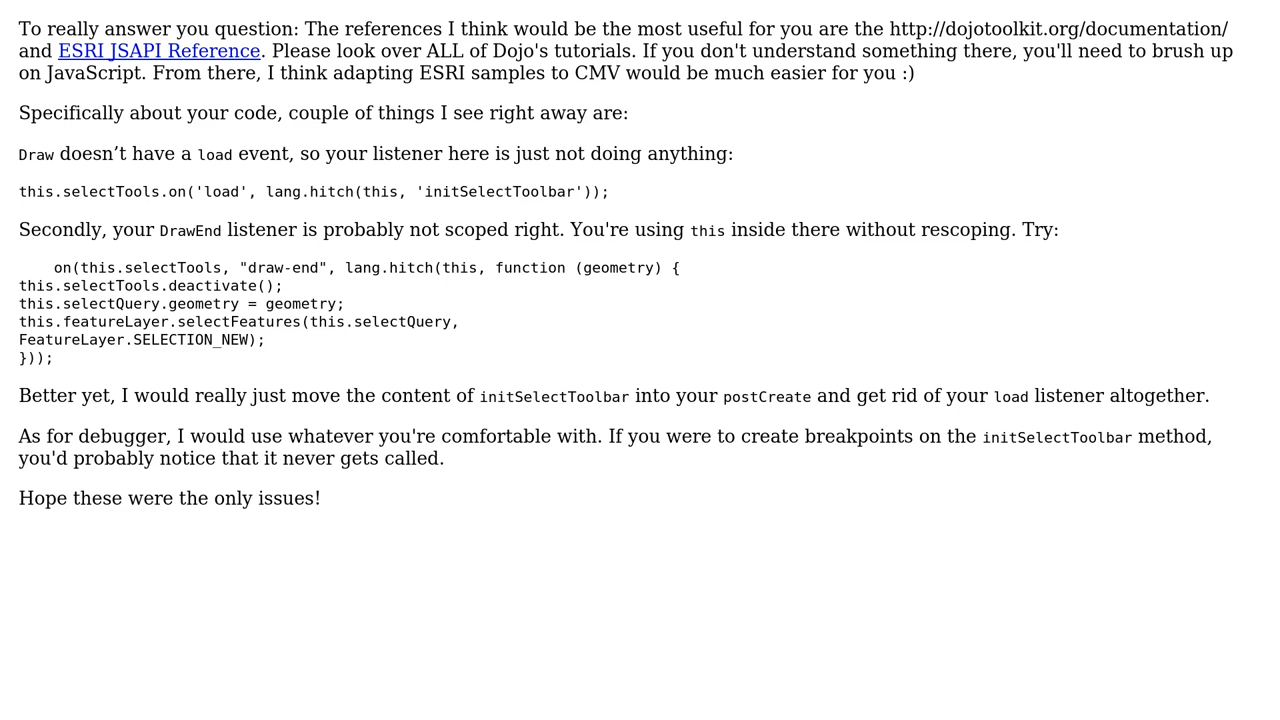 To really answer you question: The references I think would be the most useful for you are the http://dojotoolkit.org/documentation/
and ESRI JSAPI Reference. Please look over ALL of Dojo's tutorials. If you don't understand something there, you'll need to brush up
on JavaScript. From there, I think adapting ESRI samples to CMV would be much easier for you :)
Specifically about your code, couple of things I see right away are:
Draw doesn’t have a load event, so your listener here is just not doing anything:
this.selectTools.on('load', lang.hitch(this, 'initSelectToolbar'));
Secondly, your DrawEnd listener is probably not scoped right. You're using this inside there without rescoping. Try:
    on(this.selectTools, "draw-end", lang.hitch(this, function (geometry) {
this.selectTools.deactivate();
this.selectQuery.geometry = geometry;
this.featureLayer.selectFeatures(this.selectQuery,
FeatureLayer.SELECTION_NEW);
}));
Better yet, I would really just move the content of initSelectToolbar into your postCreate and get rid of your load listener altogether.
As for debugger, I would use whatever you're comfortable with. If you were to create breakpoints on the initSelectToolbar method,
you'd probably notice that it never gets called.
Hope these were the only issues!